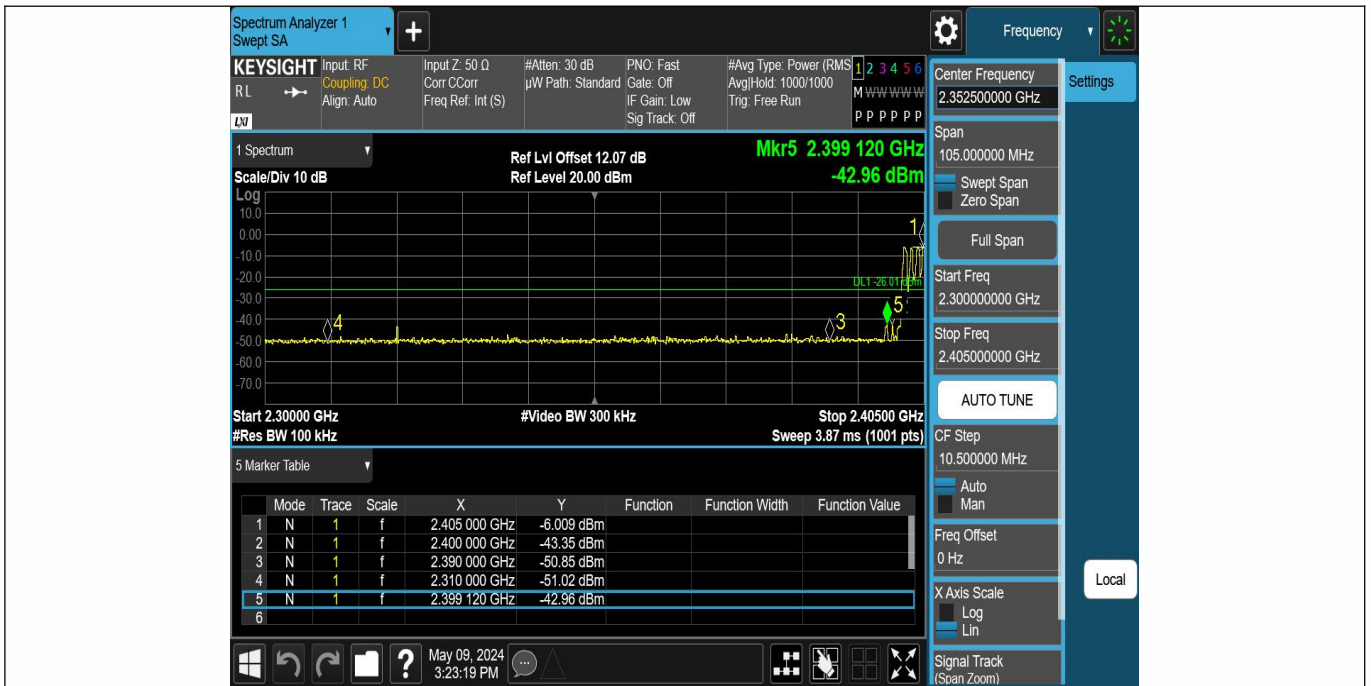 Spectrum Analyzer 1
Swept SA
+
Frequency
KEYSIGHT
RL
LXI
Input: RF
Coupling: DC
Align: Auto
Input Z: 50 Ω
Corr CCorr
Freq Ref: Int (S)
#Atten: 30 dB
µW Path: Standard
PNO: Fast
Gate: Off
IF Gain: Low
Sig Track: Off
#Avg Type: Power (RMS
Avg|Hold: 1000/1000
Trig: Free Run
1 2 3 4 5 6
M W W W W W
P P P P P P
1 Spectrum
Scale/Div 10 dB
Ref Lvl Offset 12.07 dB
Ref Level 20.00 dBm
Mkr5 2.399 120 GHz
-42.96 dBm
Log
10.0
0.00
-10.0
-20.0
-30.0
-40.0
-50.0
-60.0
-70.0
1
DL1 -26.01 dBm
5
4
3
Start 2.30000 GHz
#Video BW 300 kHz
Stop 2.40500 GHz
#Res BW 100 kHz
Sweep 3.87 ms (1001 pts)
5 Marker Table
Mode Trace Scale X Y Function Function Width Function Value
1 N 1 f 2.405 000 GHz -6.009 dBm
2 N 1 f 2.400 000 GHz -43.35 dBm
3 N 1 f 2.390 000 GHz -50.85 dBm
4 N 1 f 2.310 000 GHz -51.02 dBm
5 N 1 f 2.399 120 GHz -42.96 dBm
6
?
May 09, 2024
3:23:19 PM
Center Frequency
2.352500000 GHz
Settings
Span
105.000000 MHz
Swept Span
Zero Span
Full Span
Start Freq
2.300000000 GHz
Stop Freq
2.405000000 GHz
AUTO TUNE
CF Step
10.500000 MHz
Auto
Man
Freq Offset
0 Hz
Local
X Axis Scale
Log
Lin
Signal Track
(Span Zoom)